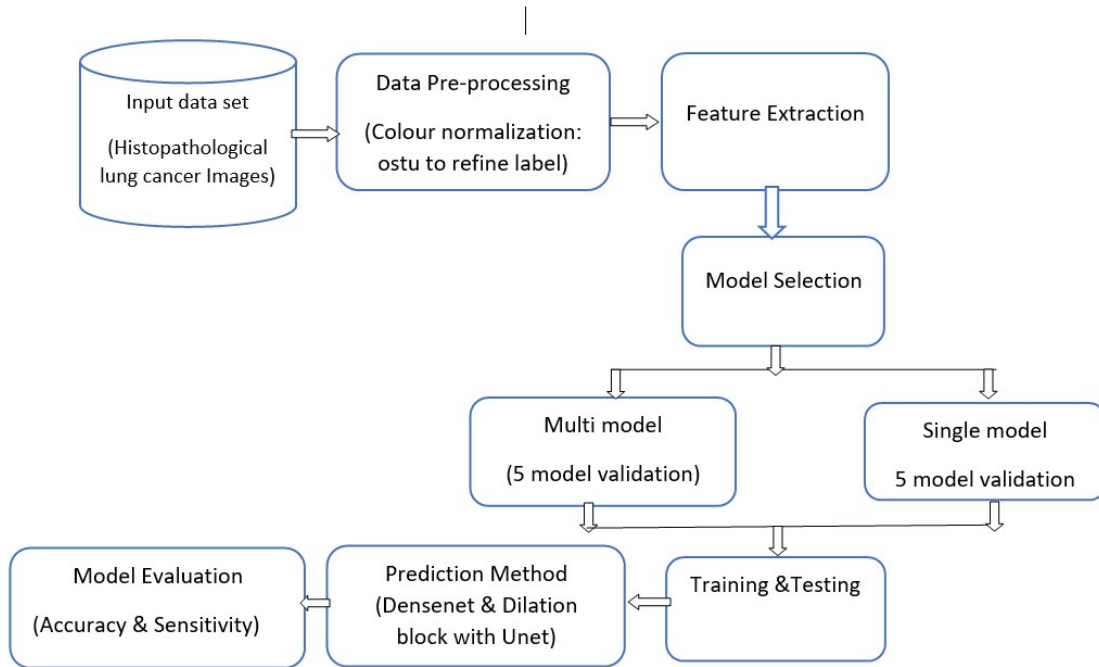 Input data set
(Histopathological
lung cancer Images)
Data Pre-processing
(Colour normalization:
ostu to refine label)
Feature Extraction
Model Selection
Multi model
(5 model validation)
Single model
5 model validation
Training &Testing
Prediction Method
(Densenet & Dilation
block with Unet)
Model Evaluation
(Accuracy & Sensitivity)